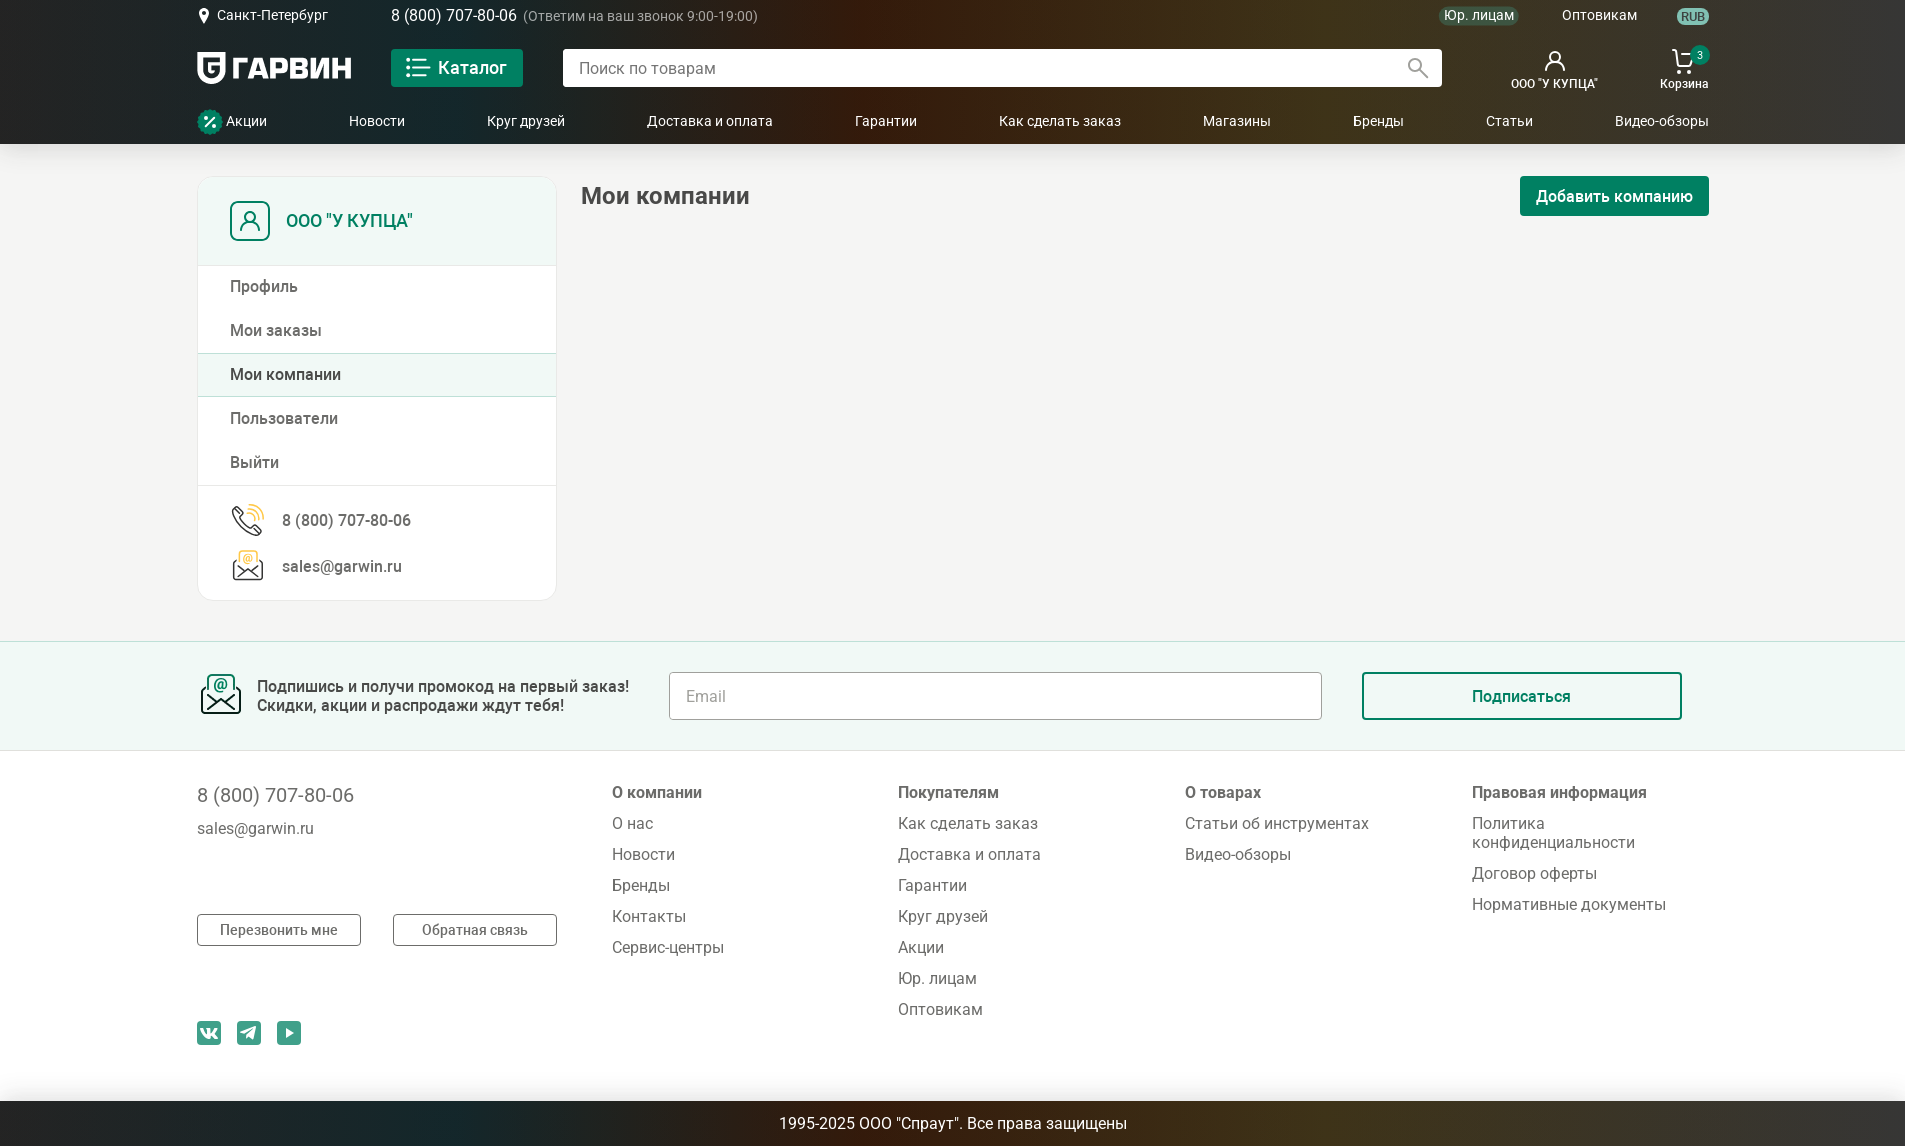 Санкт-Петербург
8 (800) 707-80-06 (Ответим на ваш звонок 9:00-19:00)
Юр. лицам
Оптовикам
RUB
ГАРВИН
Каталог
Поиск по товарам
ООО "У КУПЦА"
3
Корзина
Акции
Новости
Круг друзей
Доставка и оплата
Гарантии
Как сделать заказ
Магазины
Бренды
Статьи
Видео-обзоры
ООО "У КУПЦА"
Профиль
Мои заказы
Мои компании
Пользователи
Выйти
8 (800) 707-80-06
sales@garwin.ru
Мои компании
Добавить компанию
Подпишись и получи промокод на первый заказ!
Скидки, акции и распродажи ждут тебя!
Email
Подписаться
8 (800) 707-80-06
sales@garwin.ru
Перезвонить мне
Обратная связь
О компании
О нас
Новости
Бренды
Контакты
Сервис-центры
Покупателям
Как сделать заказ
Доставка и оплата
Гарантии
Круг друзей
Акции
Юр. лицам
Оптовикам
О товарах
Статьи об инструментах
Видео-обзоры
Правовая информация
Политика
конфиденциальности
Договор оферты
Нормативные документы
1995-2025 ООО "Спраут". Все права защищены